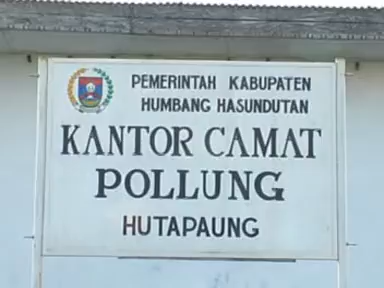 PEMERINTAH KABUPATEN
HUMBANG HASUNDUTAN
KANTOR CAMAT
POLLUNG
HUTAPAUNG